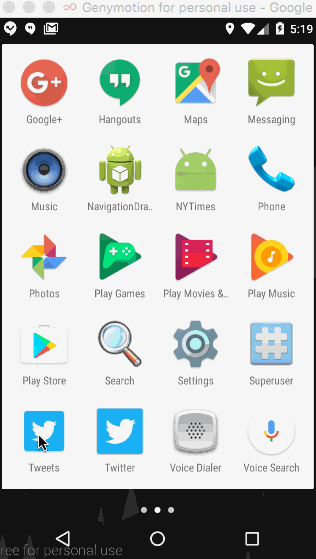 Genymotion for personal use - Google
5:19
Google+ Hangouts Maps Messaging
Music NavigationDra.. NYTimes Phone
Photos Play Games Play Movies &.. Play Music
Play Store Search Settings Superuser
Tweets Twitter Voice Dialer Voice Search
ree for personal use